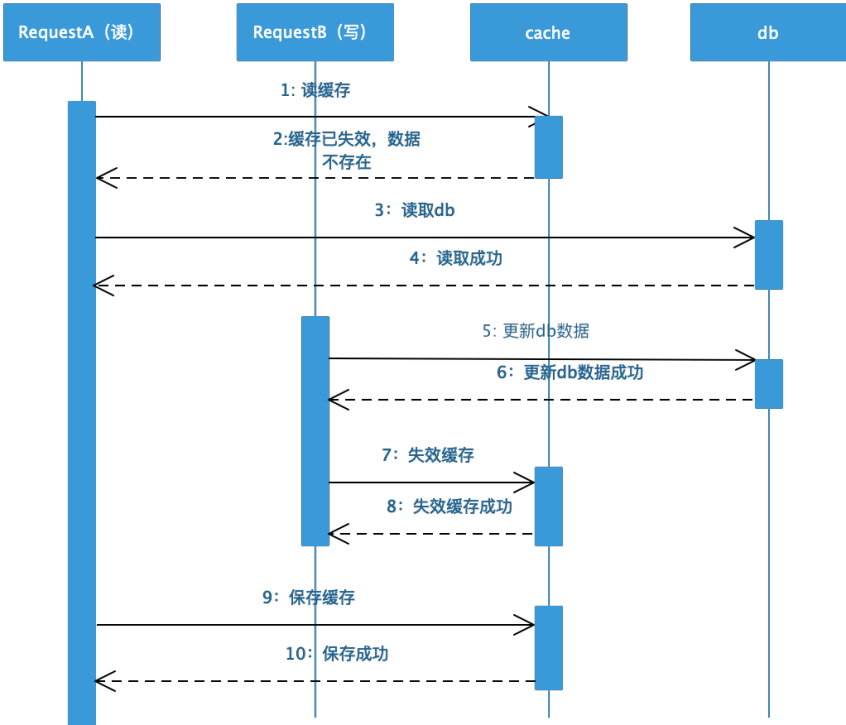 RequestA（读）
RequestB（写）
cache
db
1: 读缓存
2:缓存已失效，数据
不存在
3：读取db
4：读取成功
5: 更新db数据
6：更新db数据成功
7：失效缓存
8：失效缓存成功
9：保存缓存
10：保存成功